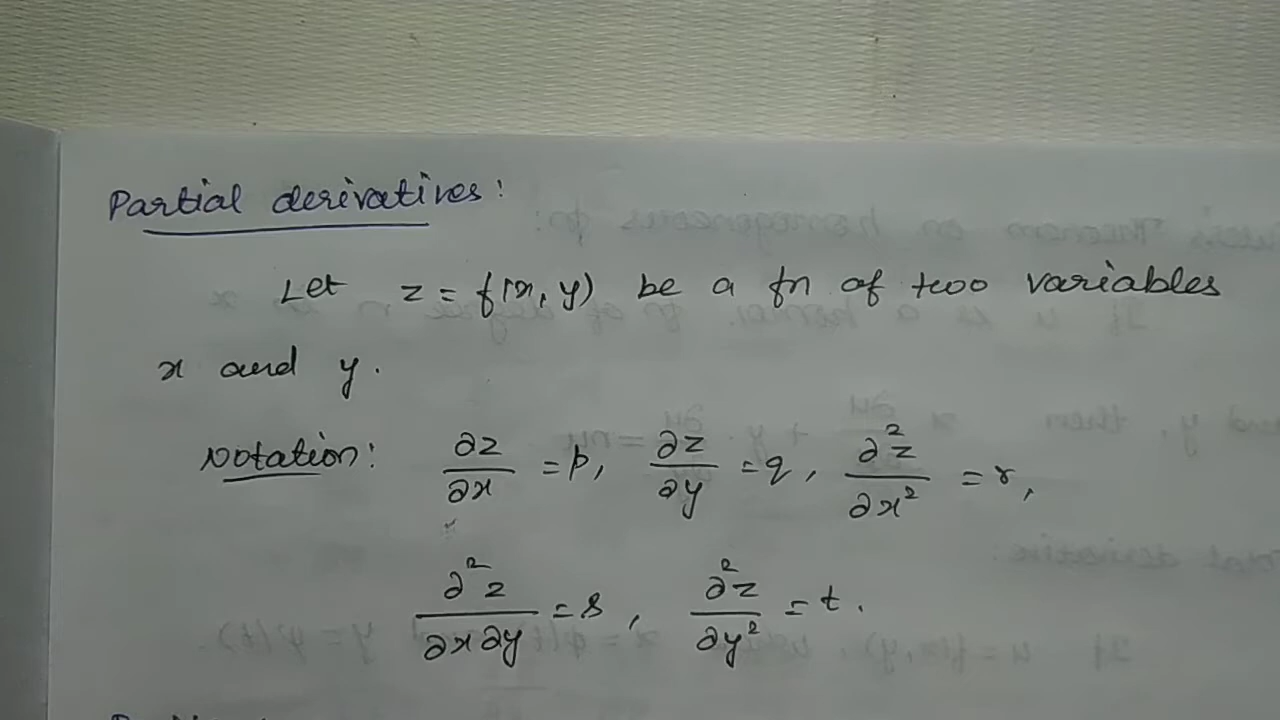 Partial derivatives:
Let z = f(x, y) be a fn of two variables
x and y.
Notation: ∂z/∂x = p, ∂z/∂y = q, ∂²z/∂x² = r,
∂²z/∂x∂y = s, ∂²z/∂y² = t.